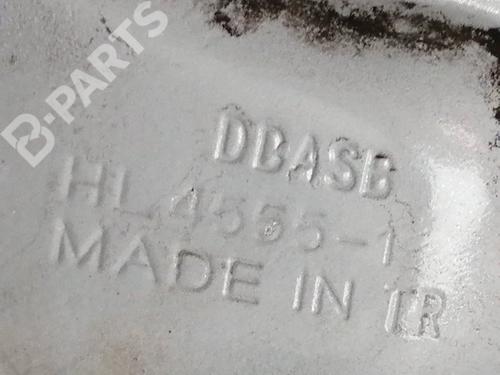 B-PARTS
DBASB
HL4555-1
MADE IN TR